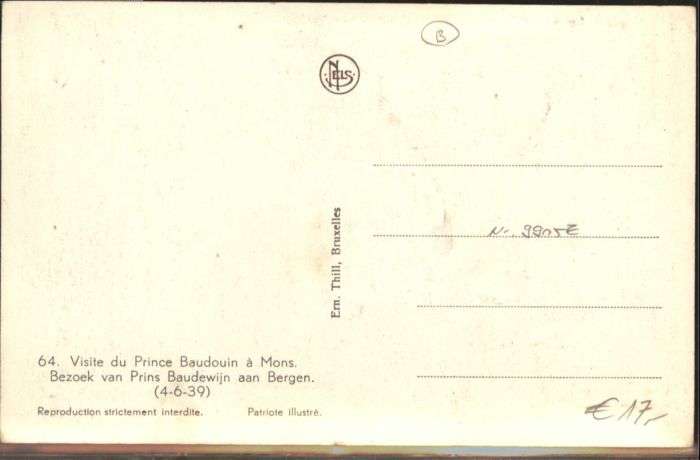 B
NELS
Ern. Thill, Bruxelles
64. Visite du Prince Baudouin à Mons.
Bezoek van Prins Baudewijn aan Bergen.
(4-6-39)
Reproduction strictement interdite. Patriote illustré.
€ 17,-